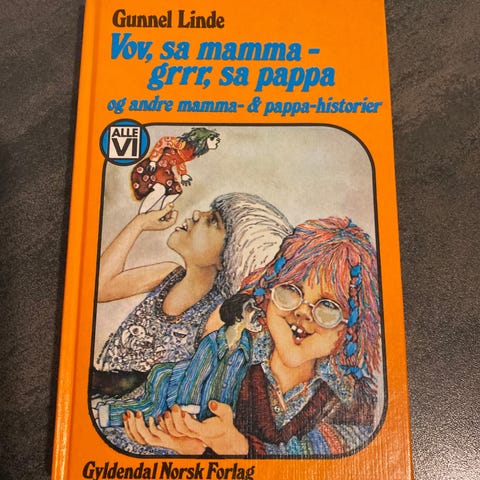 Gunnel Linde
Vov, sa mamma -
grrr, sa pappa
og andre mamma- & pappa-historier
ALLE
VI
Gyldendal Norsk Forlag